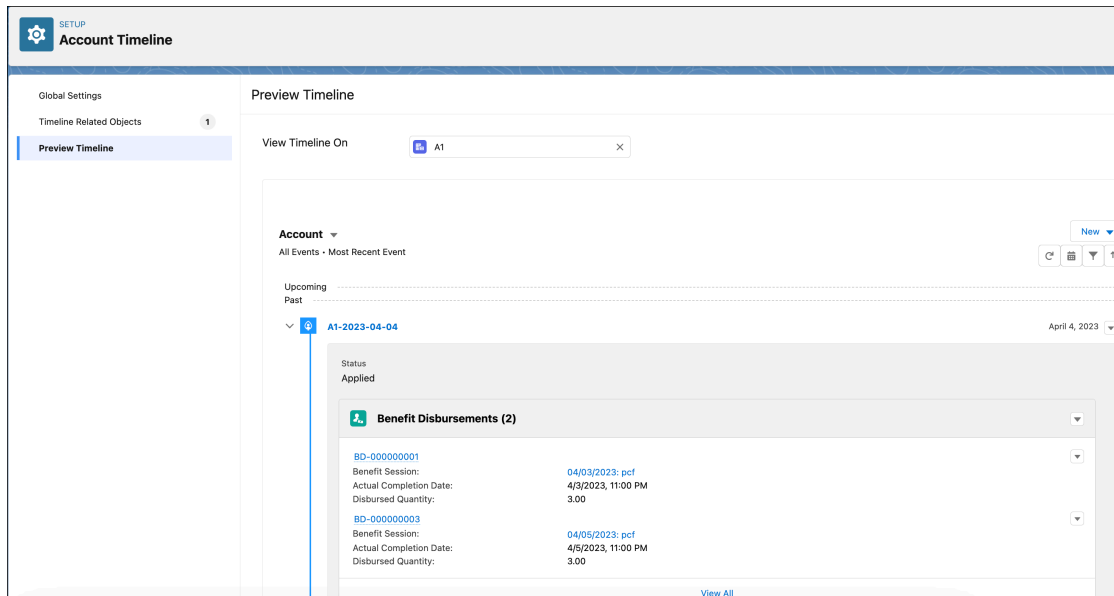 SETUP
Account Timeline
Global Settings
Timeline Related Objects 1
Preview Timeline
Preview Timeline
View Timeline On A1
Account
New
All Events • Most Recent Event
Upcoming
Past
A1-2023-04-04 April 4, 2023
Status
Applied
Benefit Disbursements (2)
BD-000000001
Benefit Session: 04/03/2023: pcf
Actual Completion Date: 4/3/2023, 11:00 PM
Disbursed Quantity: 3.00
BD-000000003
Benefit Session: 04/05/2023: pcf
Actual Completion Date: 4/5/2023, 11:00 PM
Disbursed Quantity: 3.00
View All